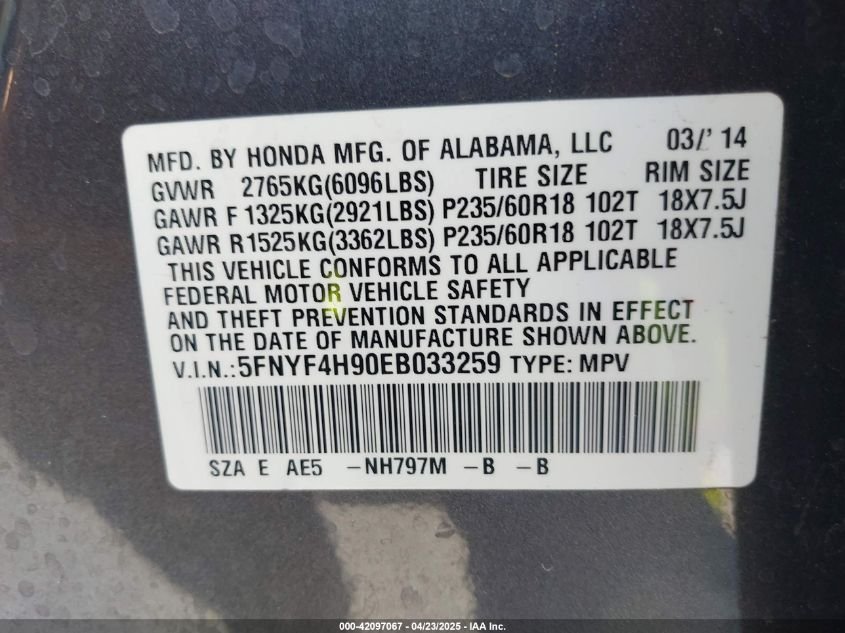 MFD. BY HONDA MFG. OF ALABAMA, LLC 03/' 14
GVWR 2765KG(6096LBS) TIRE SIZE RIM SIZE
GAWR F 1325KG(2921LBS) P235/60R18 102T 18X7.5J
GAWR R1525KG(3362LBS) P235/60R18 102T 18X7.5J
THIS VEHICLE CONFORMS TO ALL APPLICABLE
FEDERAL MOTOR VEHICLE SAFETY
AND THEFT PREVENTION STANDARDS IN EFFECT
ON THE DATE OF MANUFACTURE SHOWN ABOVE.
V.I.N.:5FNYF4H90EB033259 TYPE: MPV
SZA E AE5 -NH797M -B -B
000-42097067 - 04/23/2025 - IAA Inc.